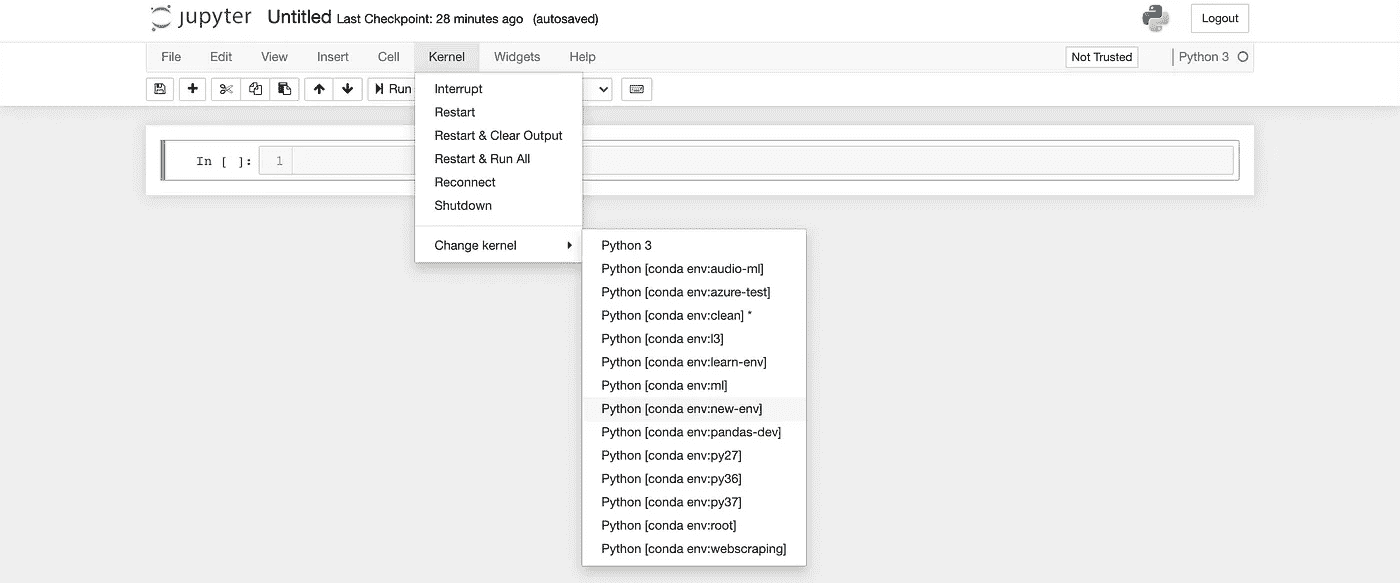 jupyter Untitled Last Checkpoint: 28 minutes ago (autosaved) Logout
File Edit View Insert Cell Kernel Widgets Help Not Trusted Python 3
Run
Interrupt
Restart
Restart & Clear Output
Restart & Run All
Reconnect
Shutdown
Change kernel
In [ ]: 1
Python 3
Python [conda env:audio-ml]
Python [conda env:azure-test]
Python [conda env:clean] *
Python [conda env:l3]
Python [conda env:learn-env]
Python [conda env:ml]
Python [conda env:new-env]
Python [conda env:pandas-dev]
Python [conda env:py27]
Python [conda env:py36]
Python [conda env:py37]
Python [conda env:root]
Python [conda env:webscraping]